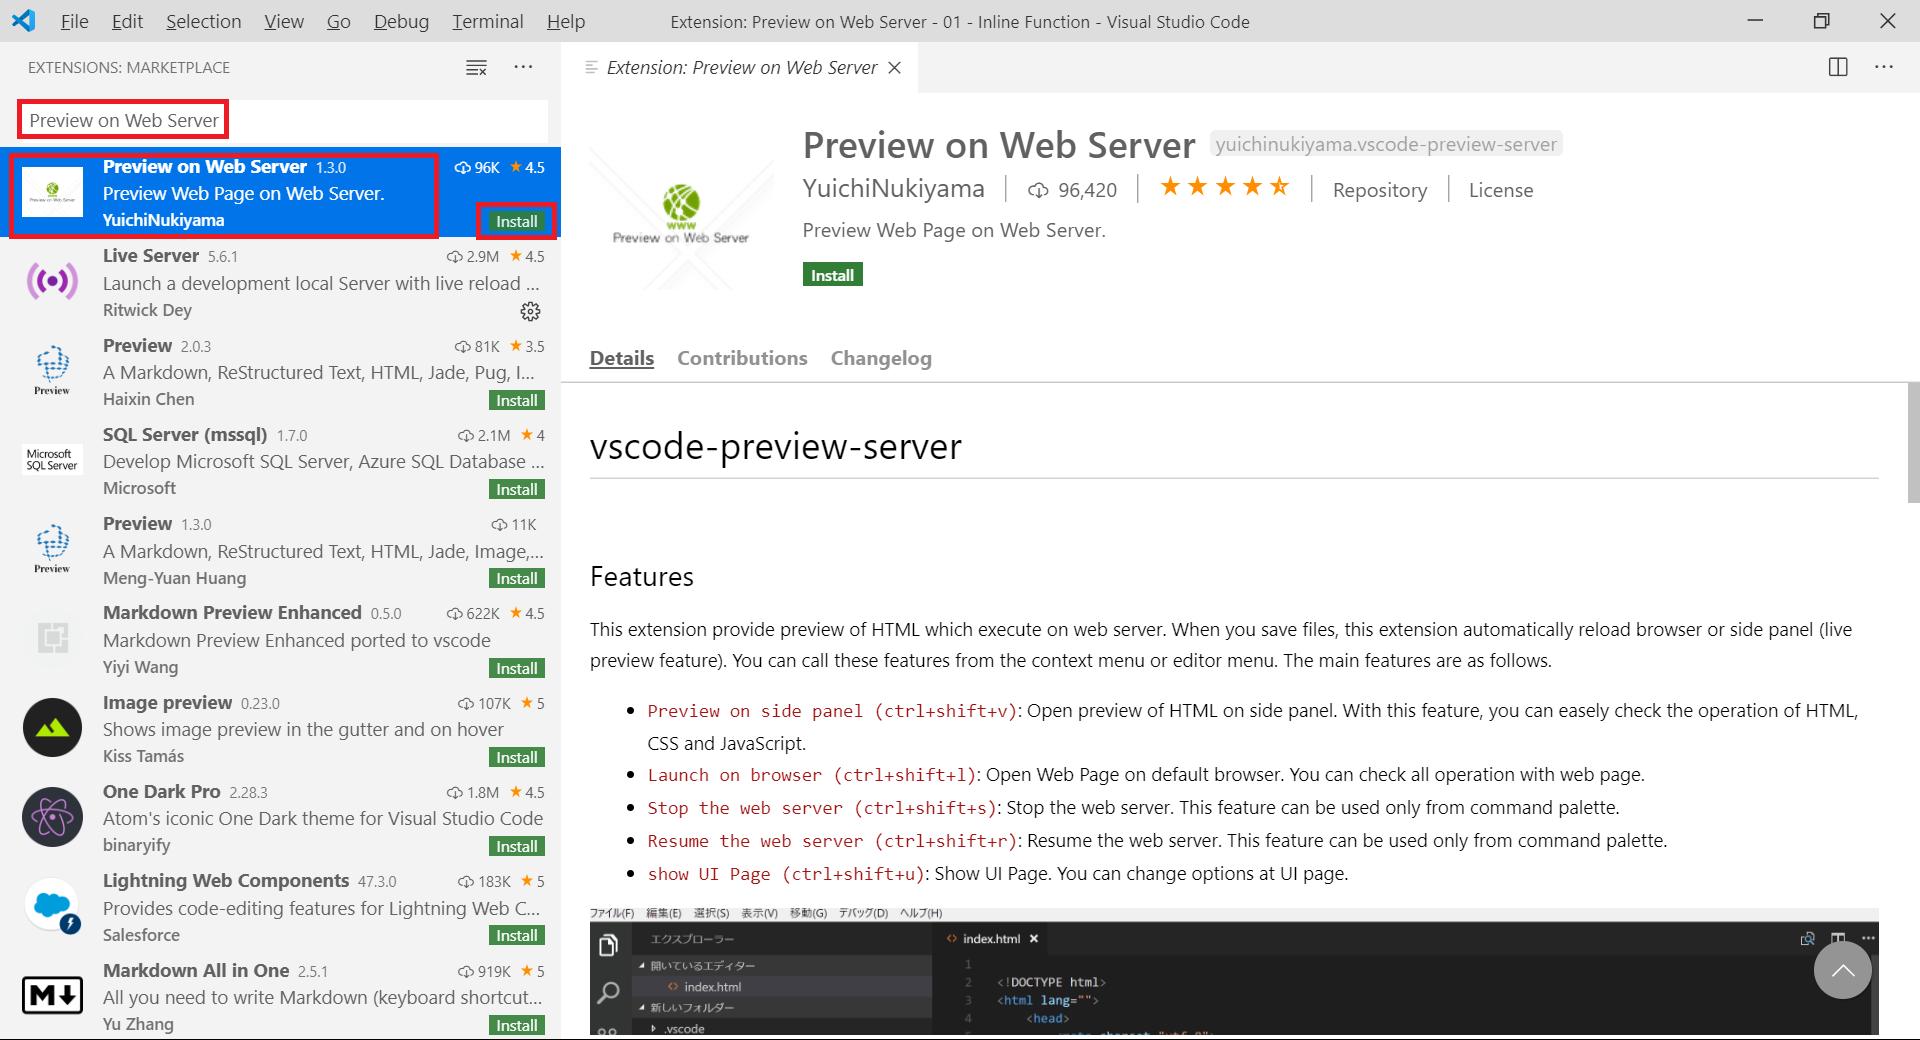 File Edit Selection View Go Debug Terminal Help Extension: Preview on Web Server - 01 - Inline Function - Visual Studio Code
EXTENSIONS: MARKETPLACE
Preview on Web Server
Preview on Web Server 1.3.0 96K 4.5
Preview Web Page on Web Server.
YuichiNukiyama Install
Live Server 5.6.1 2.9M 4.5
Launch a development local Server with live reload ...
Ritwick Dey
Preview
Preview 2.0.3 81K 3.5
A Markdown, ReStructured Text, HTML, Jade, Pug, I...
Haixin Chen Install
Microsoft
SQL Server
SQL Server (mssql) 1.7.0 2.1M 4
Develop Microsoft SQL Server, Azure SQL Database ...
Microsoft Install
Preview
Preview 1.3.0 11K
A Markdown, ReStructured Text, HTML, Jade, Image,...
Meng-Yuan Huang Install
Markdown Preview Enhanced 0.5.0 622K 4.5
Markdown Preview Enhanced ported to vscode
Yiyi Wang Install
Image preview 0.23.0 107K 5
Shows image preview in the gutter and on hover
Kiss Tamás Install
One Dark Pro 2.28.3 1.8M 4.5
Atom's iconic One Dark theme for Visual Studio Code
binaryify Install
Lightning Web Components 47.3.0 183K 5
Provides code-editing features for Lightning Web C...
Salesforce Install
M
Markdown All in One 2.5.1 919K 5
All you need to write Markdown (keyboard shortcut...
Yu Zhang Install
Extension: Preview on Web Server
www
Preview on Web Server
Preview on Web Server yuichinukiyama.vscode-preview-server
YuichiNukiyama 96,420 Repository License
Preview Web Page on Web Server.
Install
Details Contributions Changelog
vscode-preview-server
Features
This extension provide preview of HTML which execute on web server. When you save files, this extension automatically reload browser or side panel (live
preview feature). You can call these features from the context menu or editor menu. The main features are as follows.
Preview on side panel (ctrl+shift+v): Open preview of HTML on side panel. With this feature, you can easely check the operation of HTML,
CSS and JavaScript.
Launch on browser (ctrl+shift+l): Open Web Page on default browser. You can check all operation with web page.
Stop the web server (ctrl+shift+s): Stop the web server. This feature can be used only from command palette.
Resume the web server (ctrl+shift+r): Resume the web server. This feature can be used only from command palette.
show UI Page (ctrl+shift+u): Show UI Page. You can change options at UI page.
ファイル(F) 編集(E) 選択(S) 表示(V) 移動(G) デバッグ(D) ヘルプ(H)
エクスプローラー
開いているエディター
index.html
新しいフォルダー
.vscode
index.html
1
2 <!DOCTYPE html>
3 <html lang="">
4 <head>